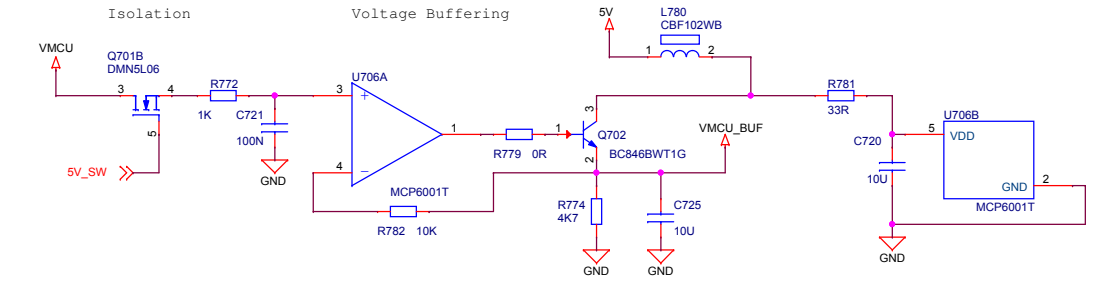 Isolation
Voltage Buffering
VMCU
Q701B
DMN5L06
3
4
5
5V_SW
R772
1K
C721
100N
GND
U706A
3
+
4
−
1
MCP6001T
R782 10K
R779 0R
1
3
2
Q702
BC846BWT1G
5V
L780
CBF102WB
1
2
VMCU_BUF
R774
4K7
GND
C725
10U
GND
R781
33R
C720
10U
GND
U706B
5
VDD
GND
2
MCP6001T